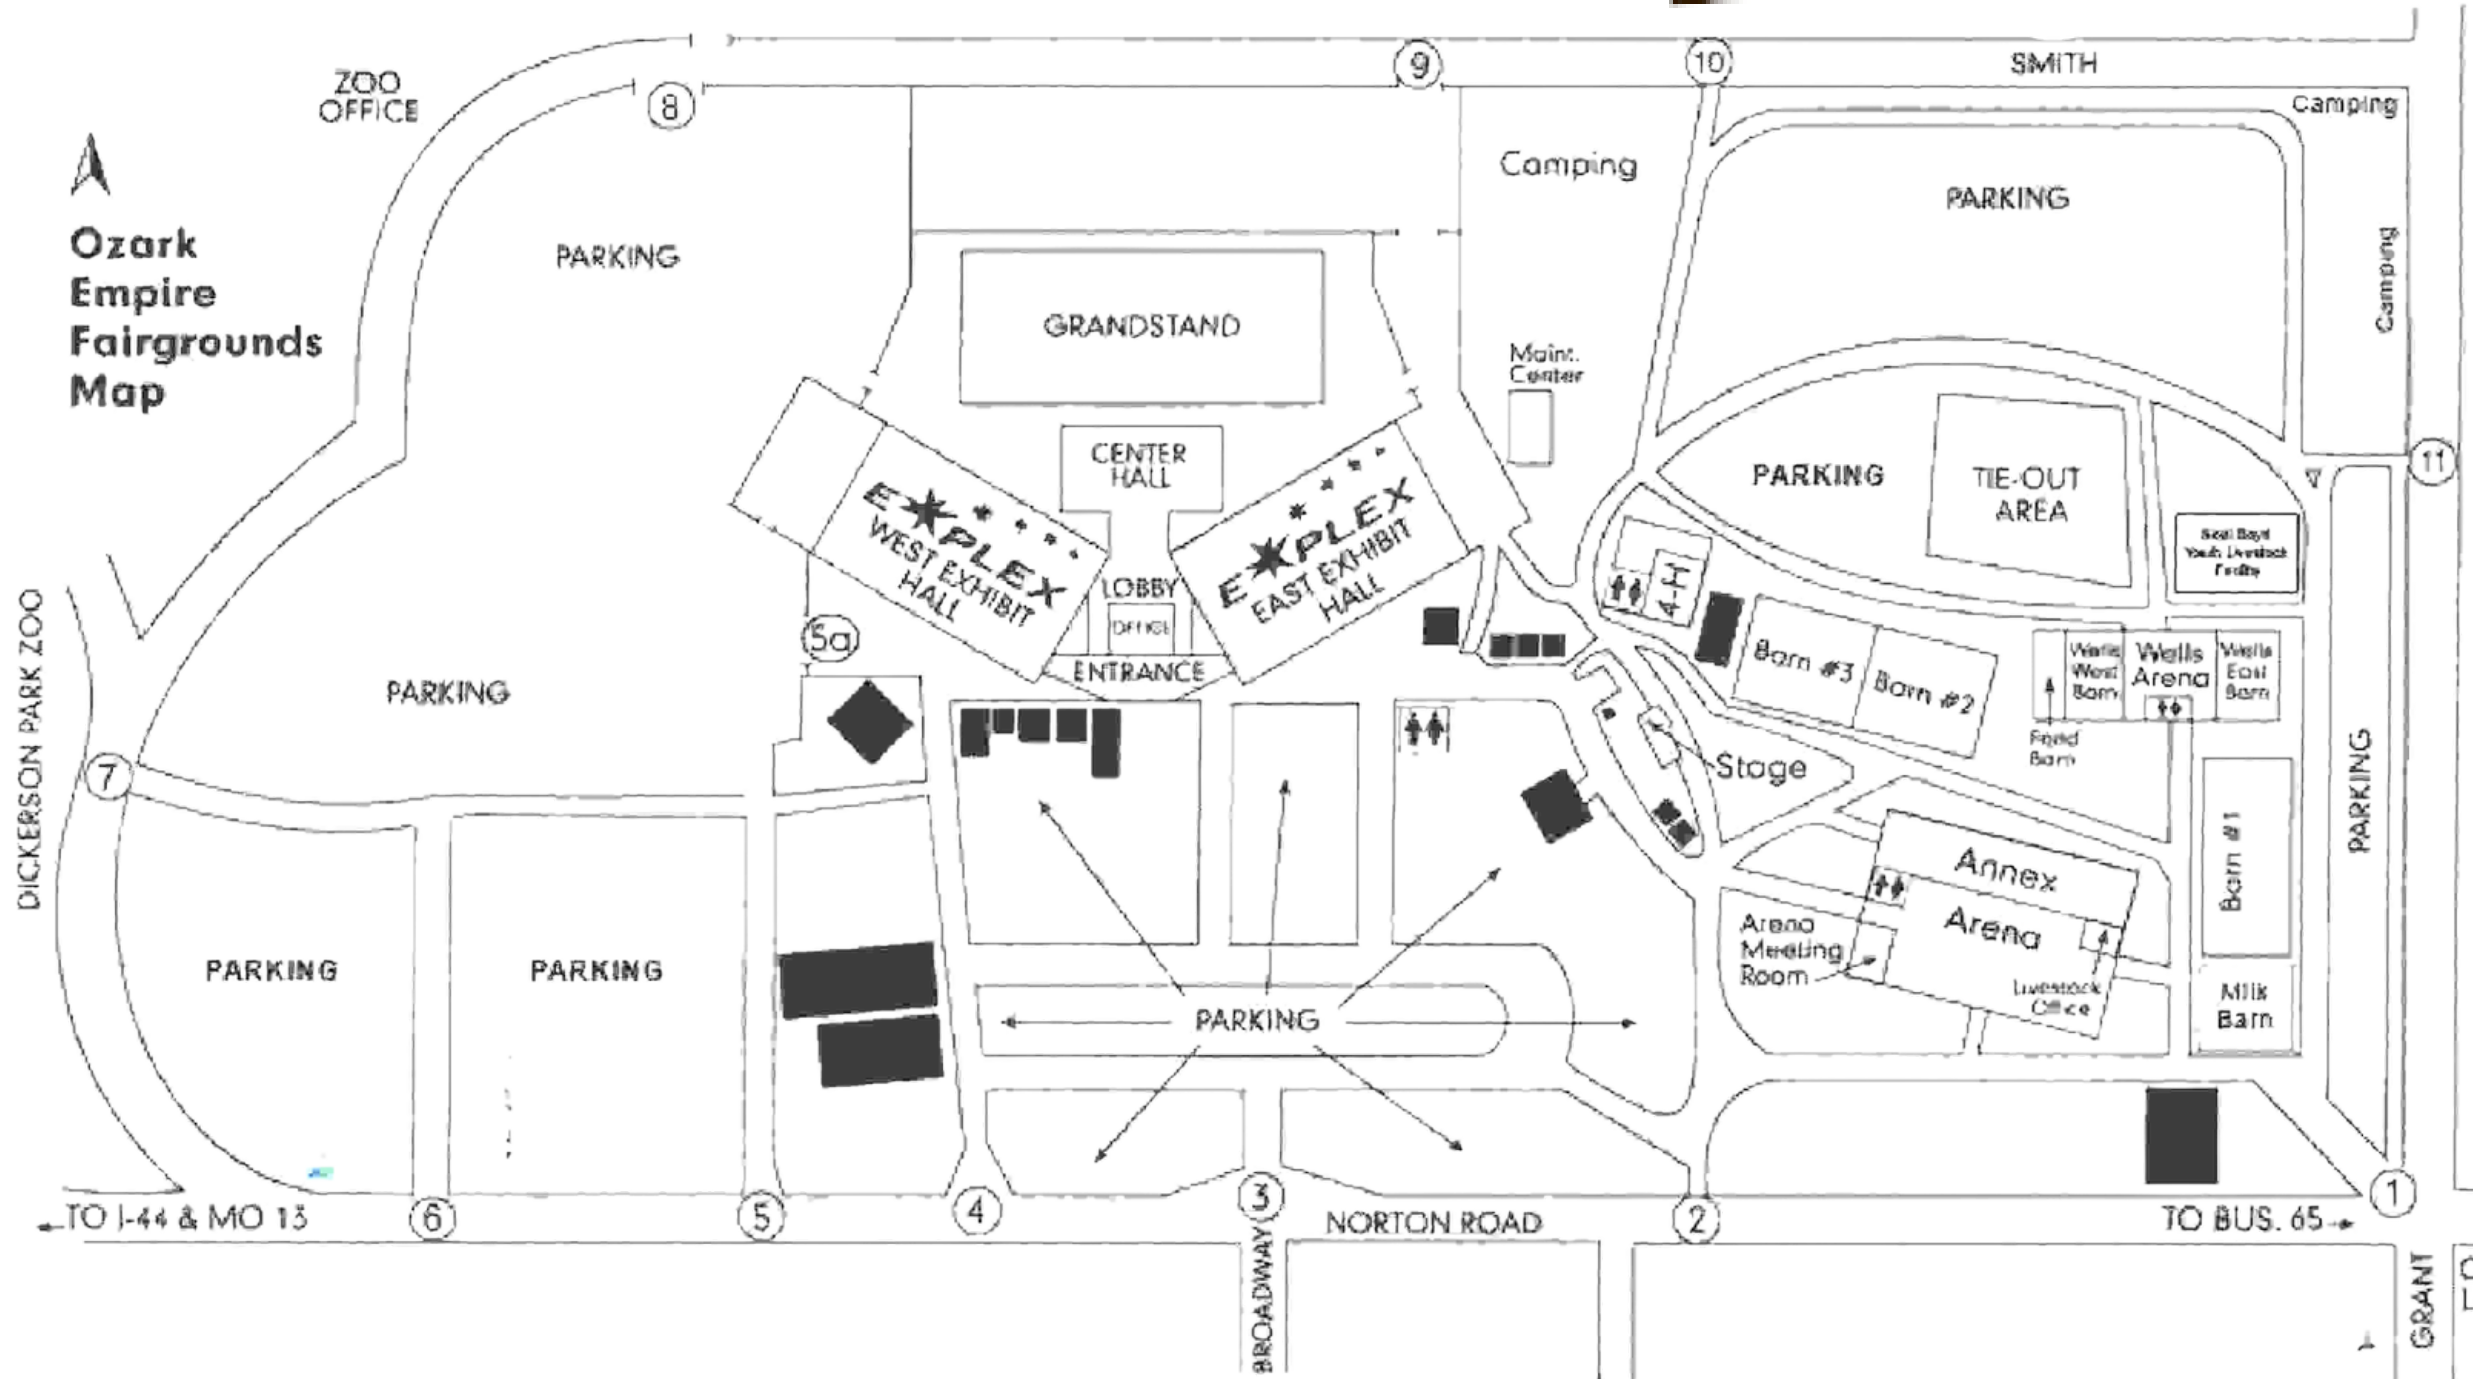 9
10
SMITH
ZOO
OFFICE
8
Camping
Camping
PARKING
Camping
Ozark
Empire
Fairgrounds
Map
PARKING
GRANDSTAND
Maint.
Center
CENTER
HALL
PARKING
TIE-OUT
AREA
11
E★PLEX
WEST EXHIBIT
HALL
E★PLEX
EAST EXHIBIT
HALL
Youth Livestock
LOBBY
OFFICE
4-H
5a
ENTRANCE
Barn #3
Barn #2
Wells
West
Barn
Wells
Arena
Wells
East
Barn
DICKERSON PARK ZOO
PARKING
Barn
7
Stage
PARKING
Barn #1
Annex
Arena
Arena
Meeting
Room
Livestock
Office
PARKING
PARKING
PARKING
Milk
Barn
TO I-44 & MO 13
6
5
4
3
NORTON ROAD
2
TO BUS. 65
1
BROADWAY
GRANT